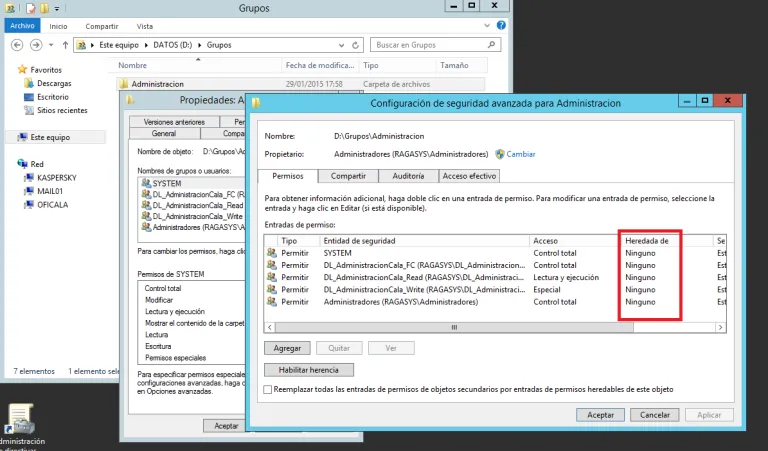 Grupos
Archivo Inicio Compartir Vista
Este equipo DATOS (D:) Grupos
Buscar en Grupos
Nombre Fecha de modifica... Tipo Tamaño
Favoritos
Descargas
Escritorio
Sitios recientes
Este equipo
Red
KASPERSKY
MAIL01
OFICALA
Administracion 29/01/2015 17:58 Carpeta de archivos
7 elementos 1 elemento sele
Propiedades: A
Versiones anteriores Per
General Compa
Nombre de objeto: D:\Grupos\Ad
Nombres de grupos o usuarios:
SYSTEM
DL_AdministracionCala_FC (R
DL_AdministracionCala_Read
DL_AdministracionCala_Write
Administradores (RAGASYS\A
Para cambiar los permisos, haga clic
Permisos de SYSTEM
Control total
Modificar
Lectura y ejecución
Mostrar el contenido de la carpet
Lectura
Escritura
Permisos especiales
Para especificar permisos especiale
configuraciones avanzadas, haga c
en Opciones avanzadas.
Aceptar
Configuración de seguridad avanzada para Administracion
Nombre: D:\Grupos\Administracion
Propietario: Administradores (RAGASYS\Administradores) Cambiar
Permisos Compartir Auditoría Acceso efectivo
Para obtener información adicional, haga doble clic en una entrada de permiso. Para modificar una entrada de permiso, seleccione la
entrada y haga clic en Editar (si está disponible).
Entradas de permiso:
Tipo Entidad de seguridad Acceso Heredada de Se
Permitir SYSTEM Control total Ninguno Est
Permitir DL_AdministracionCala_FC (RAGASYS\DL_Administracion... Control total Ninguno Est
Permitir DL_AdministracionCala_Read (RAGASYS\DL_Administraci... Lectura y ejecución Ninguno Est
Permitir DL_AdministracionCala_Write (RAGASYS\DL_Administraci... Especial Ninguno Est
Permitir Administradores (RAGASYS\Administradores) Control total Ninguno Est
Agregar Quitar Ver
Habilitar herencia
Reemplazar todas las entradas de permisos de objetos secundarios por entradas de permisos heredables de este objeto
Aceptar Cancelar Aplicar
dministración